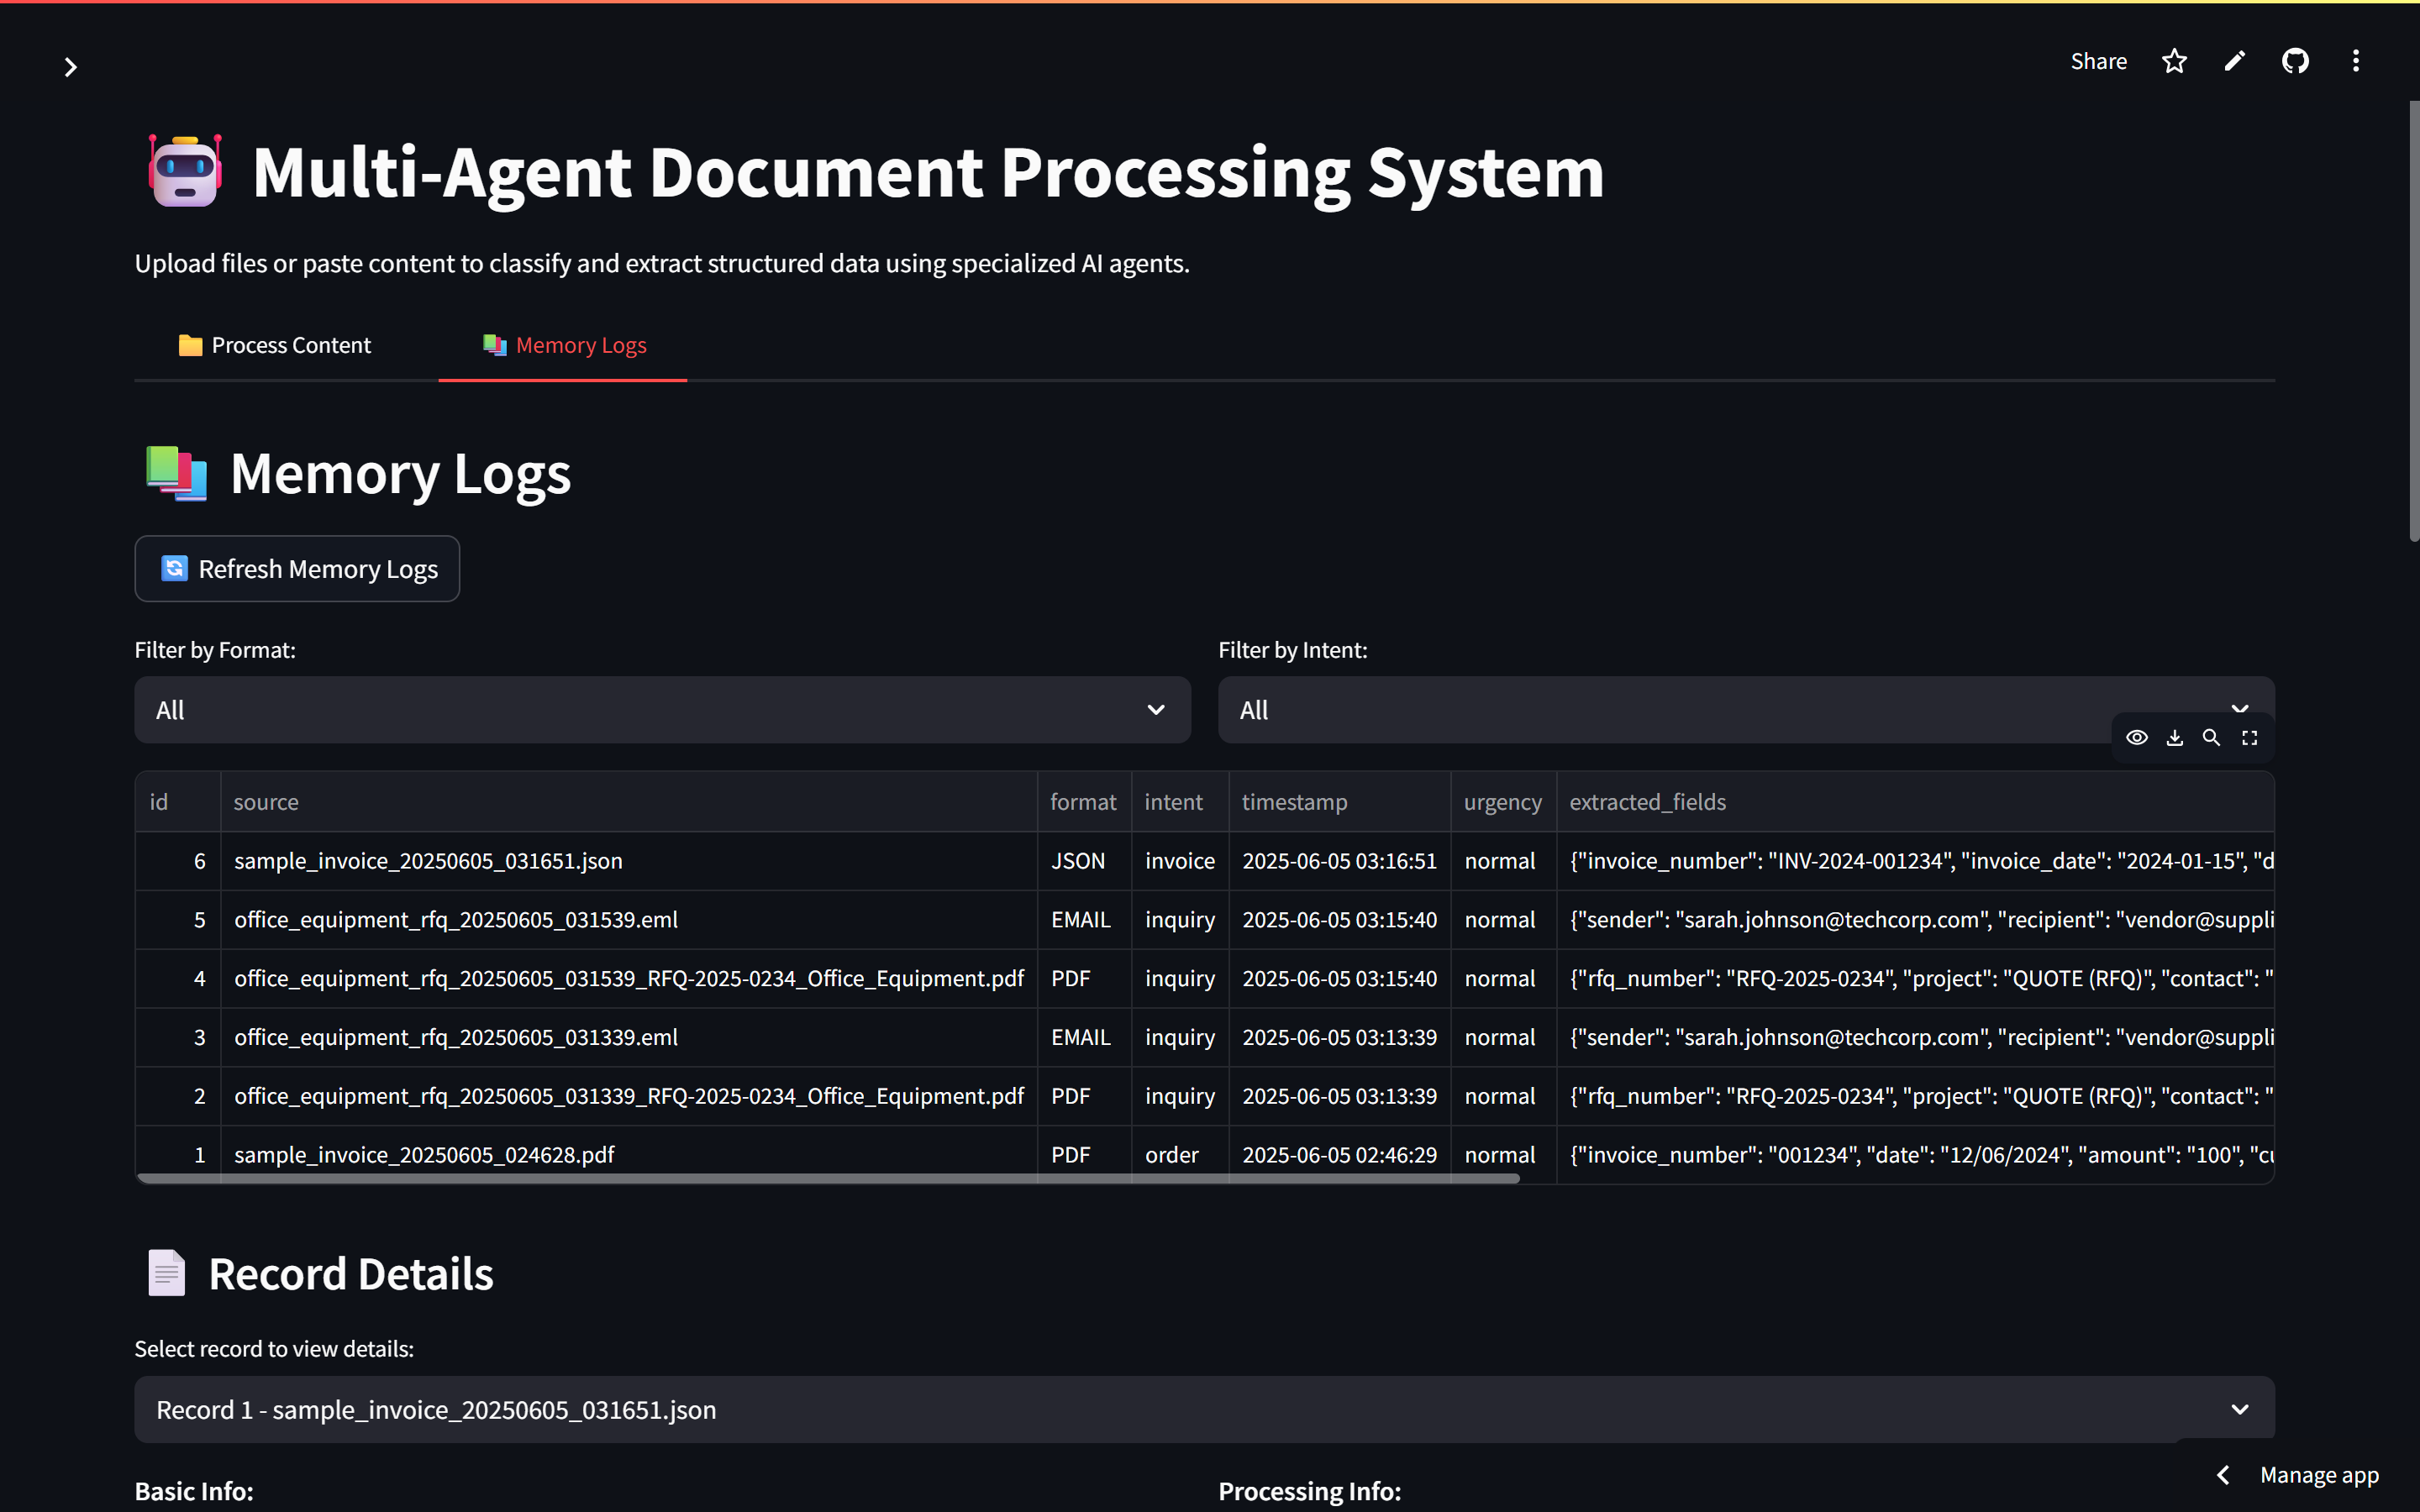 Share
Multi-Agent Document Processing System
Upload files or paste content to classify and extract structured data using specialized AI agents.
Process Content Memory Logs
Memory Logs
Refresh Memory Logs
Filter by Format: Filter by Intent:
All All
id source format intent timestamp urgency extracted_fields
6 sample_invoice_20250605_031651.json JSON invoice 2025-06-05 03:16:51 normal {"invoice_number": "INV-2024-001234", "invoice_date": "2024-01-15", "d
5 office_equipment_rfq_20250605_031539.eml EMAIL inquiry 2025-06-05 03:15:40 normal {"sender": "sarah.johnson@techcorp.com", "recipient": "vendor@suppli
4 office_equipment_rfq_20250605_031539_RFQ-2025-0234_Office_Equipment.pdf PDF inquiry 2025-06-05 03:15:40 normal {"rfq_number": "RFQ-2025-0234", "project": "QUOTE (RFQ)", "contact": "
3 office_equipment_rfq_20250605_031339.eml EMAIL inquiry 2025-06-05 03:13:39 normal {"sender": "sarah.johnson@techcorp.com", "recipient": "vendor@suppli
2 office_equipment_rfq_20250605_031339_RFQ-2025-0234_Office_Equipment.pdf PDF inquiry 2025-06-05 03:13:39 normal {"rfq_number": "RFQ-2025-0234", "project": "QUOTE (RFQ)", "contact": "
1 sample_invoice_20250605_024628.pdf PDF order 2025-06-05 02:46:29 normal {"invoice_number": "001234", "date": "12/06/2024", "amount": "100", "cu
Record Details
Select record to view details:
Record 1 - sample_invoice_20250605_031651.json
Basic Info: Processing Info:
Manage app